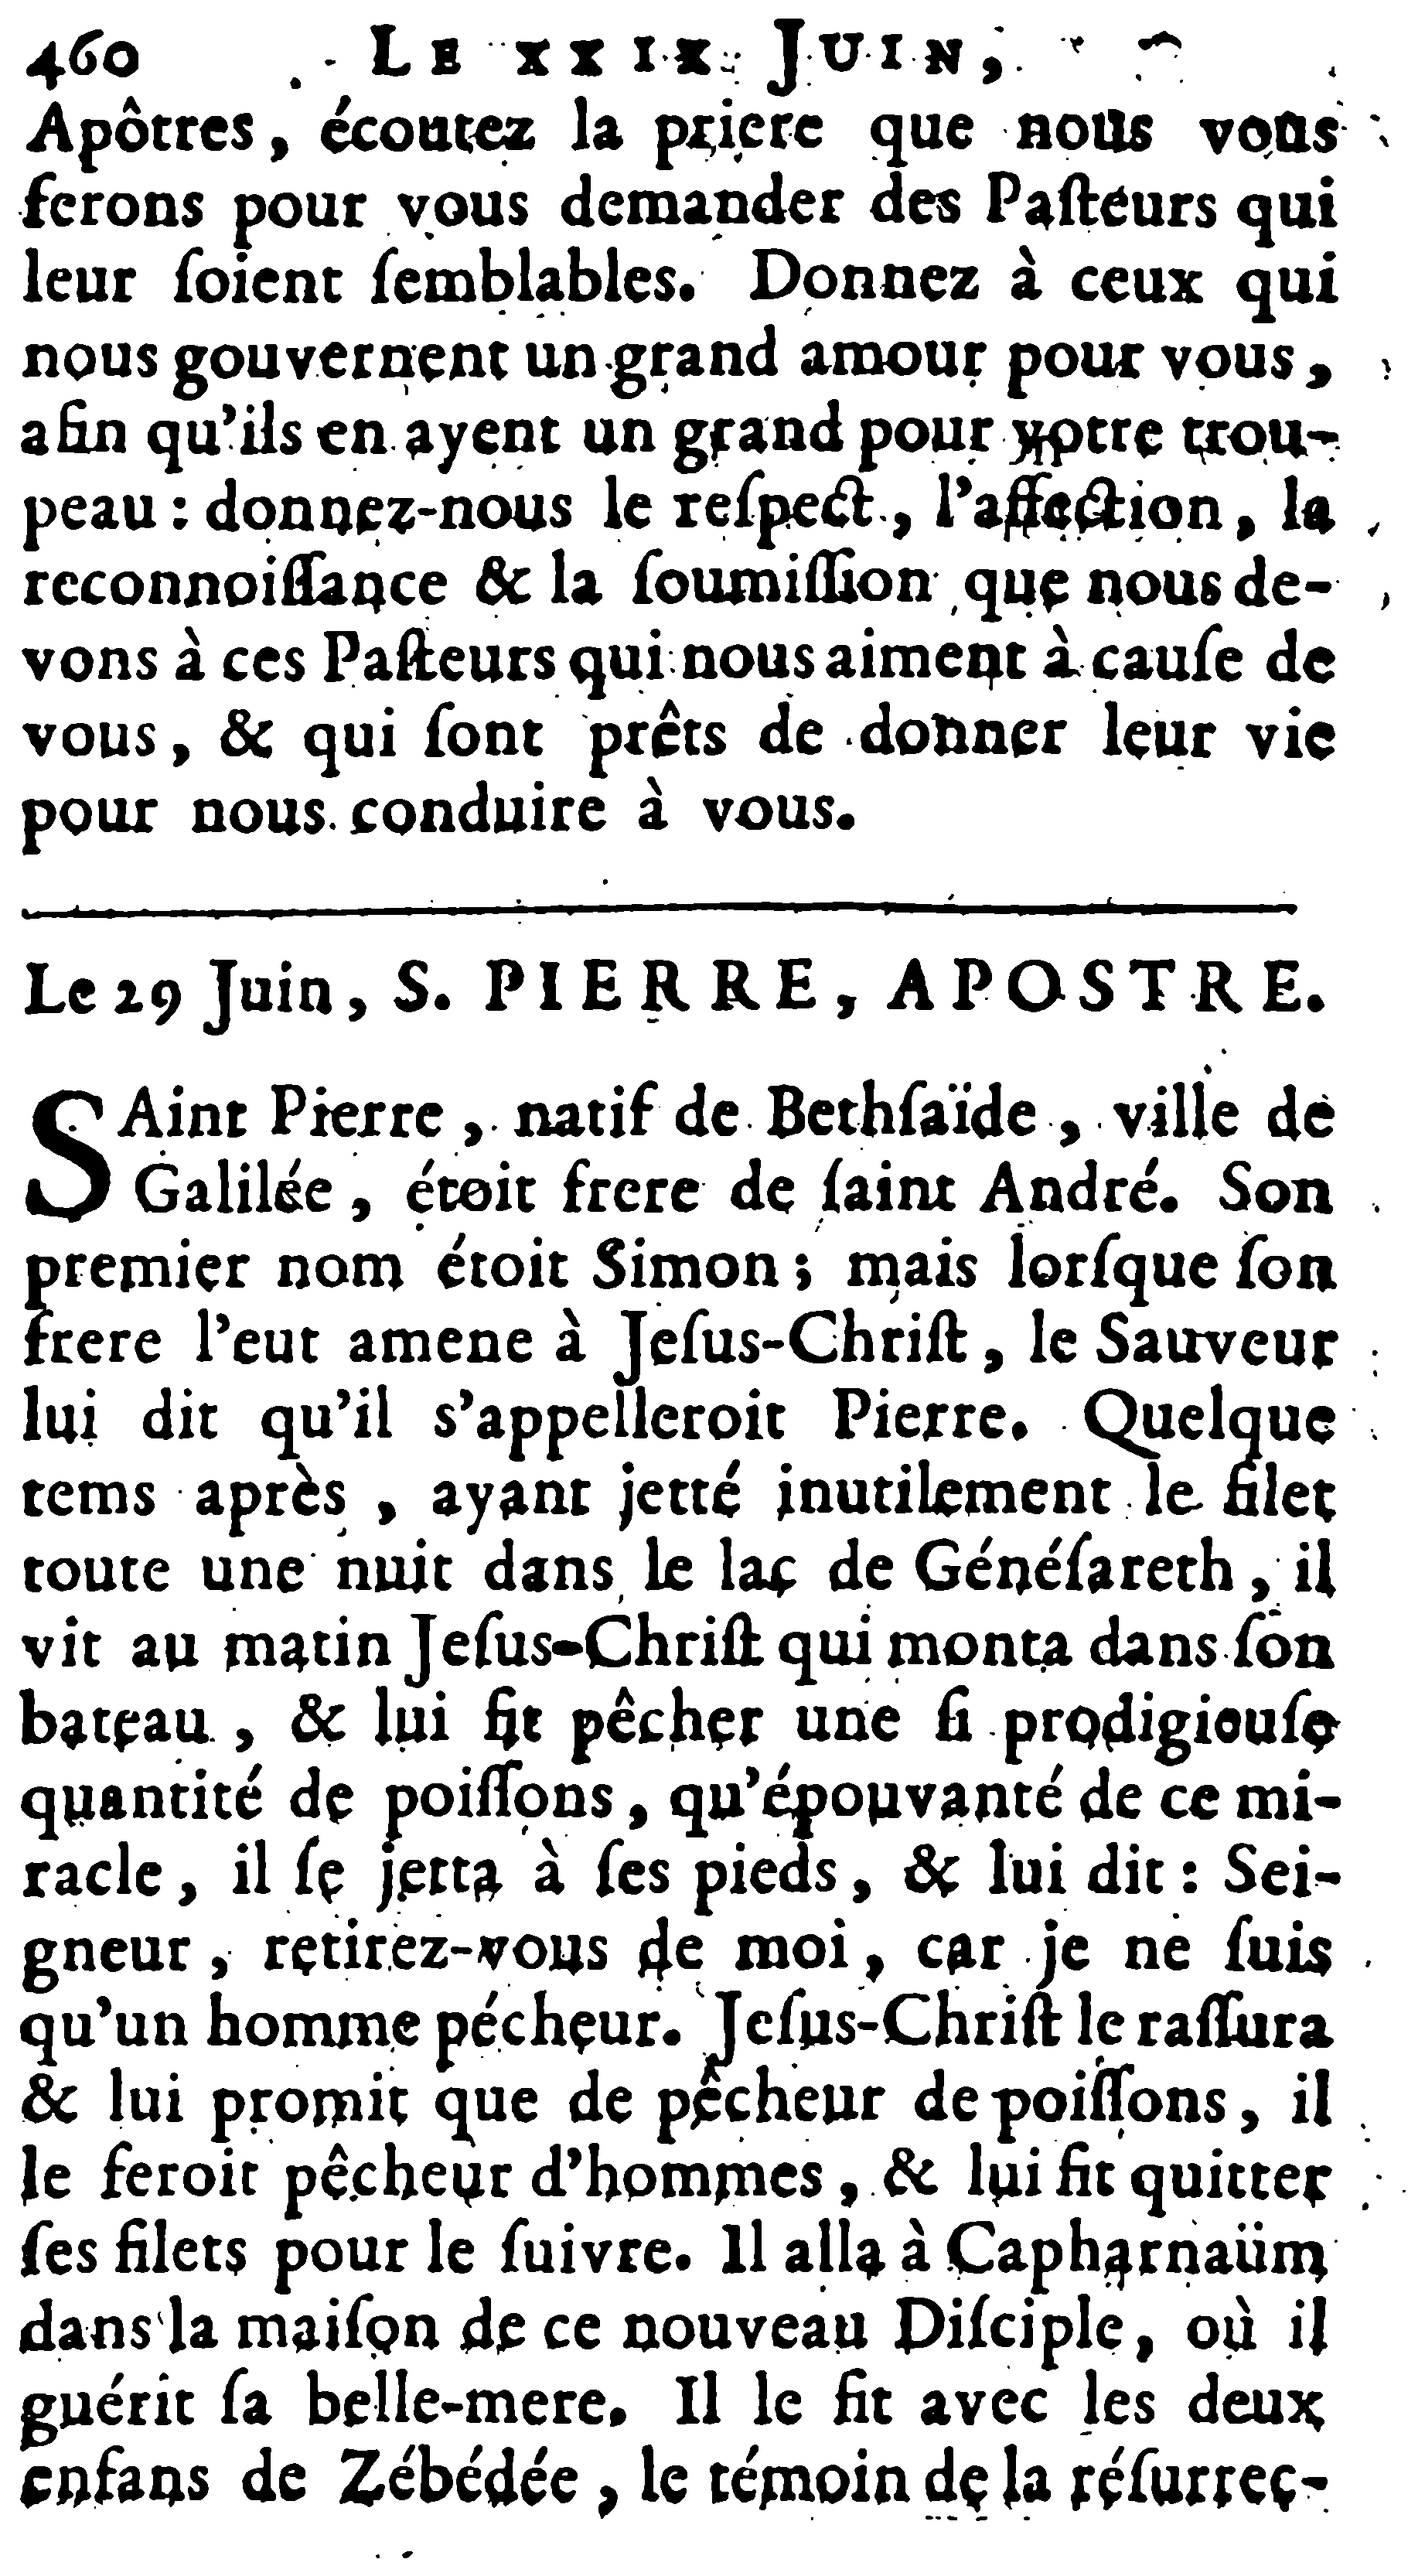 460 LE XXIX JUIN,
Apôtres, écoutez la priere que nous vous
ferons pour vous demander des Paſteurs qui
leur ſoient ſemblables. Donnez à ceux qui
nous gouvernent un grand amour pour vous,
afin qu'ils en ayent un grand pour votre trou-
peau : donnez-nous le reſpect, l'affection, la
reconnoiſſance & la ſoumiſſion que nous de-
vons à ces Paſteurs qui nous aiment à cauſe de
vous, & qui ſont prêts de donner leur vie
pour nous conduire à vous.
Le 29 Juin, S. PIERRE, APOSTRE.
SAint Pierre, natif de Bethſaïde, ville de
Galilée, étoit frere de ſaint André. Son
premier nom étoit Simon ; mais lorſque ſon
frere l'eut amene à Jeſus-Chriſt, le Sauveur
lui dit qu'il s'appelleroit Pierre. Quelque
tems après, ayant jetté inutilement le filet
toute une nuit dans le lac de Généſareth, il
vit au matin Jeſus-Chriſt qui monta dans ſon
bateau, & lui fit pêcher une ſi prodigieuſe
quantité de poiſſons, qu'épouvanté de ce mi-
racle, il ſe jetta à ſes pieds, & lui dit : Sei-
gneur, retirez-vous de moi, car je ne ſuis
qu'un homme pécheur. Jeſus-Chriſt le raſſura
& lui promit que de pêcheur de poiſſons, il
le feroit pêcheur d'hommes, & lui fit quitter
ſes filets pour le ſuivre. Il alla à Capharnaüm
dans la maiſon de ce nouveau Diſciple, où il
guérit ſa belle-mere. Il le fit avec les deux
enfans de Zébédée, le témoin de la réſurrec-